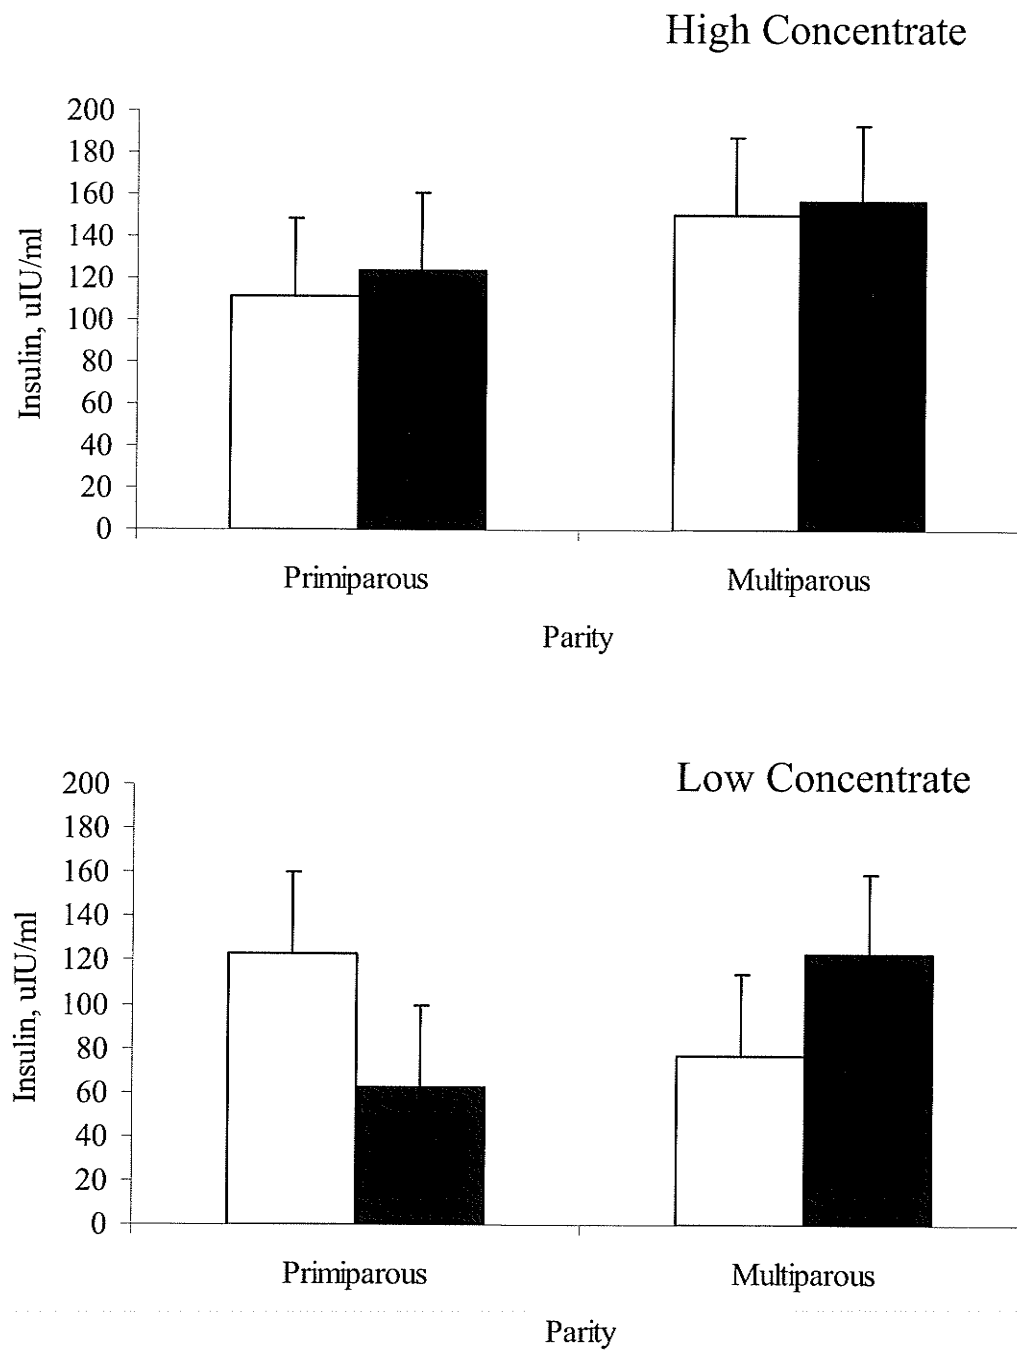 High Concentrate
200
180
160
140
120
100
80
60
40
20
0
Insulin, uIU/ml
Primiparous Multiparous
Parity
Low Concentrate
200
180
160
140
120
100
80
60
40
20
0
Insulin, uIU/ml
Primiparous Multiparous
Parity